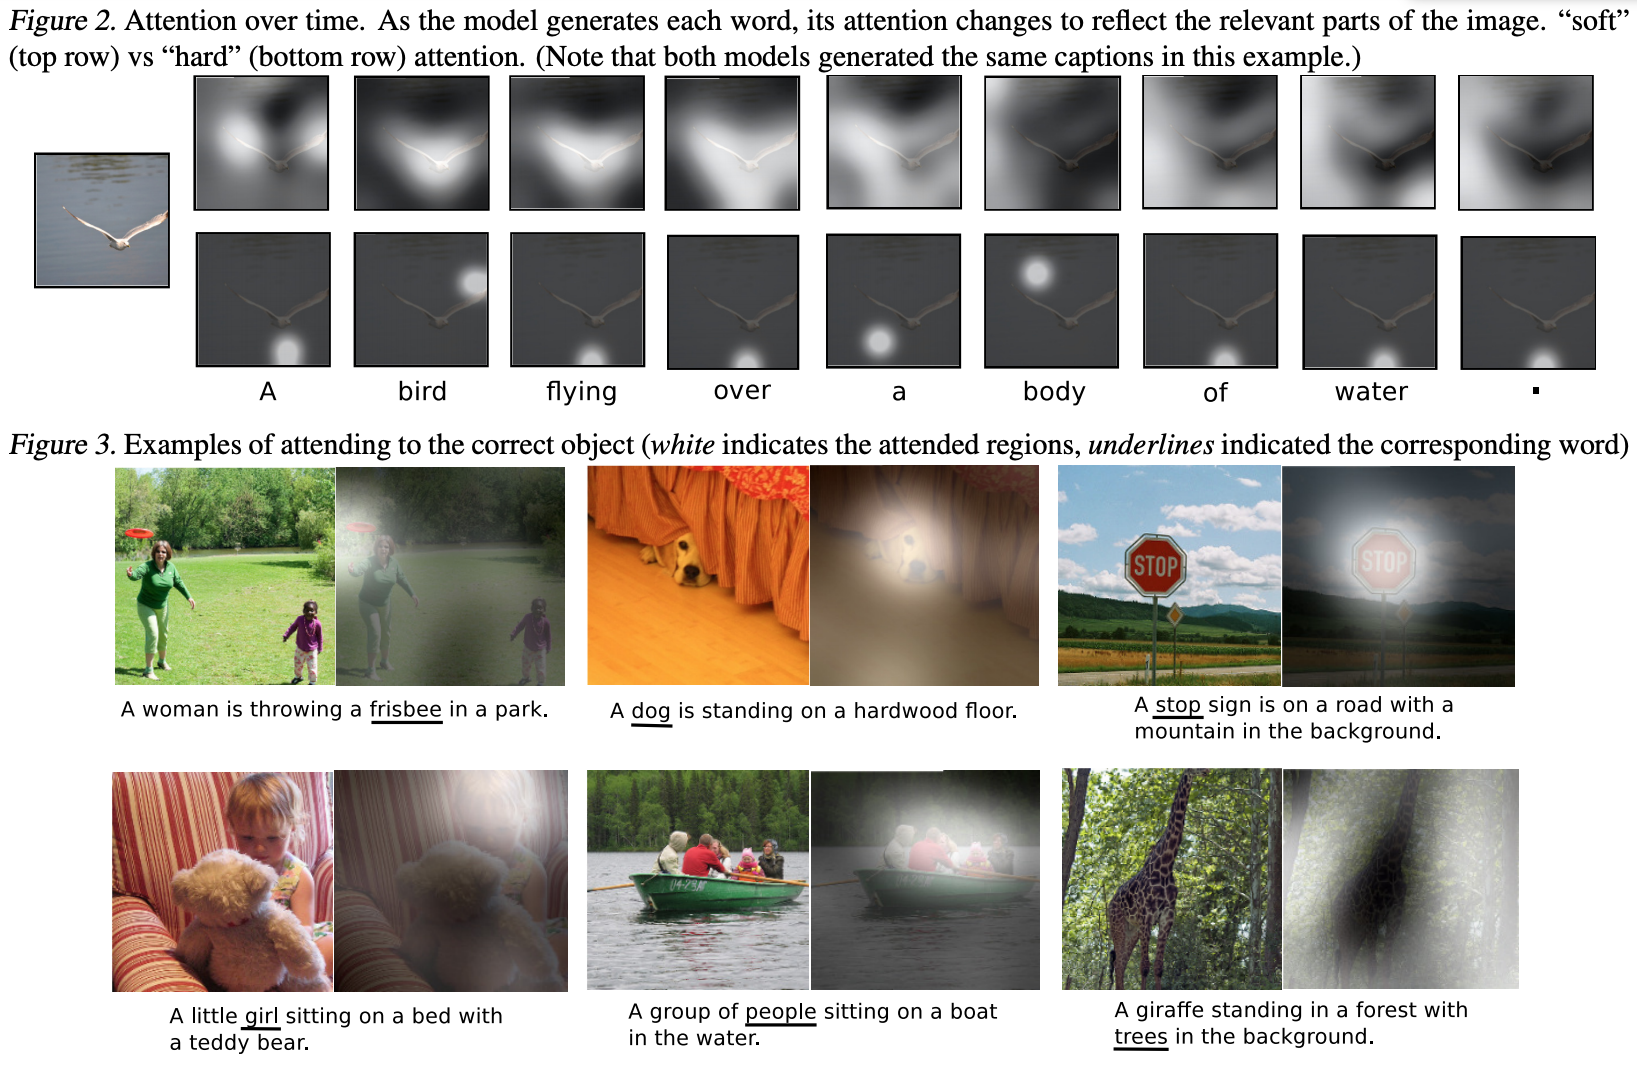 Figure 2. Attention over time. As the model generates each word, its attention changes to reflect the relevant parts of the image. “soft”
(top row) vs “hard” (bottom row) attention. (Note that both models generated the same captions in this example.)
A bird flying over a body of water .
Figure 3. Examples of attending to the correct object (white indicates the attended regions, underlines indicated the corresponding word)
STOP
STOP
A woman is throwing a frisbee in a park.
A dog is standing on a hardwood floor.
A stop sign is on a road with a
mountain in the background.
A little girl sitting on a bed with
a teddy bear.
A group of people sitting on a boat
in the water.
A giraffe standing in a forest with
trees in the background.